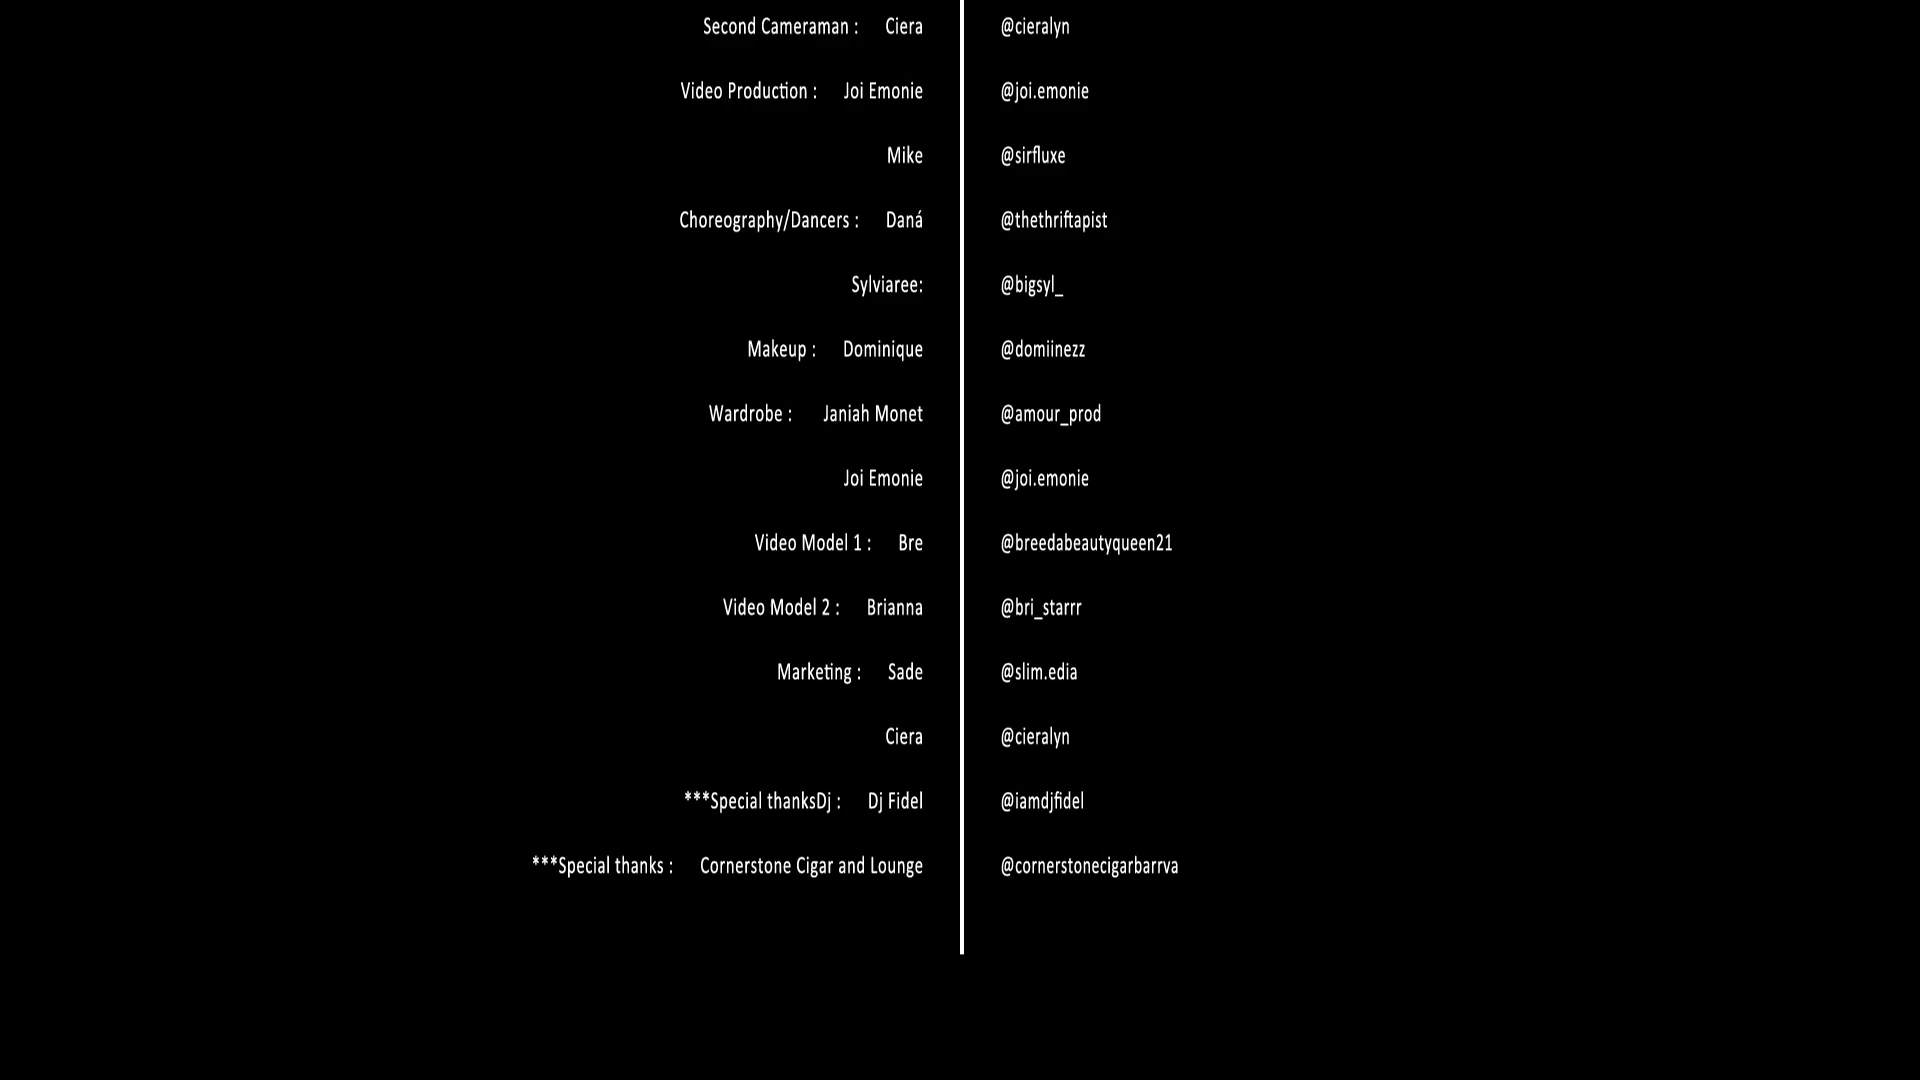 Second Cameraman : Ciera @cieralyn
Video Production : Joi Emonie @joi.emonie
Mike @sirfluxe
Choreography/Dancers : Daná @thethriftapist
Sylviaree: @bigsyl_
Makeup : Dominique @domiinezz
Wardrobe : Janiah Monet @amour_prod
Joi Emonie @joi.emonie
Video Model 1 : Bre @breedabeautyqueen21
Video Model 2 : Brianna @bri_starrr
Marketing : Sade @slim.edia
Ciera @cieralyn
***Special thanksDj : Dj Fidel @iamdjfidel
***Special thanks : Cornerstone Cigar and Lounge @cornerstonecigarbarrva